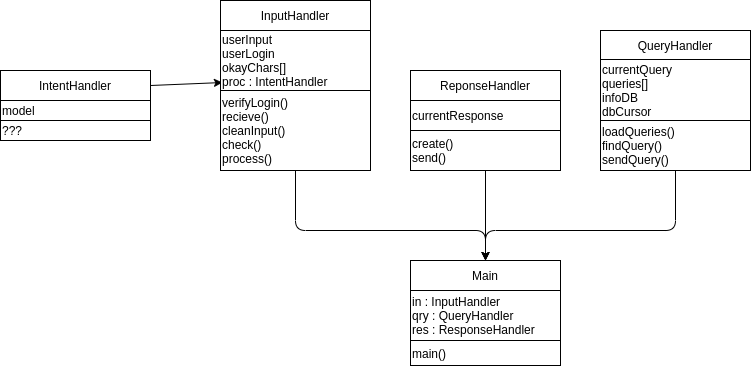 InputHandler
userInput
userLogin
okayChars[]
proc : IntentHandler
verifyLogin()
recieve()
cleanInput()
check()
process()
IntentHandler
model
???
ReponseHandler
currentResponse
create()
send()
QueryHandler
currentQuery
queries[]
infoDB
dbCursor
loadQueries()
findQuery()
sendQuery()
Main
in : InputHandler
qry : QueryHandler
res : ResponseHandler
main()